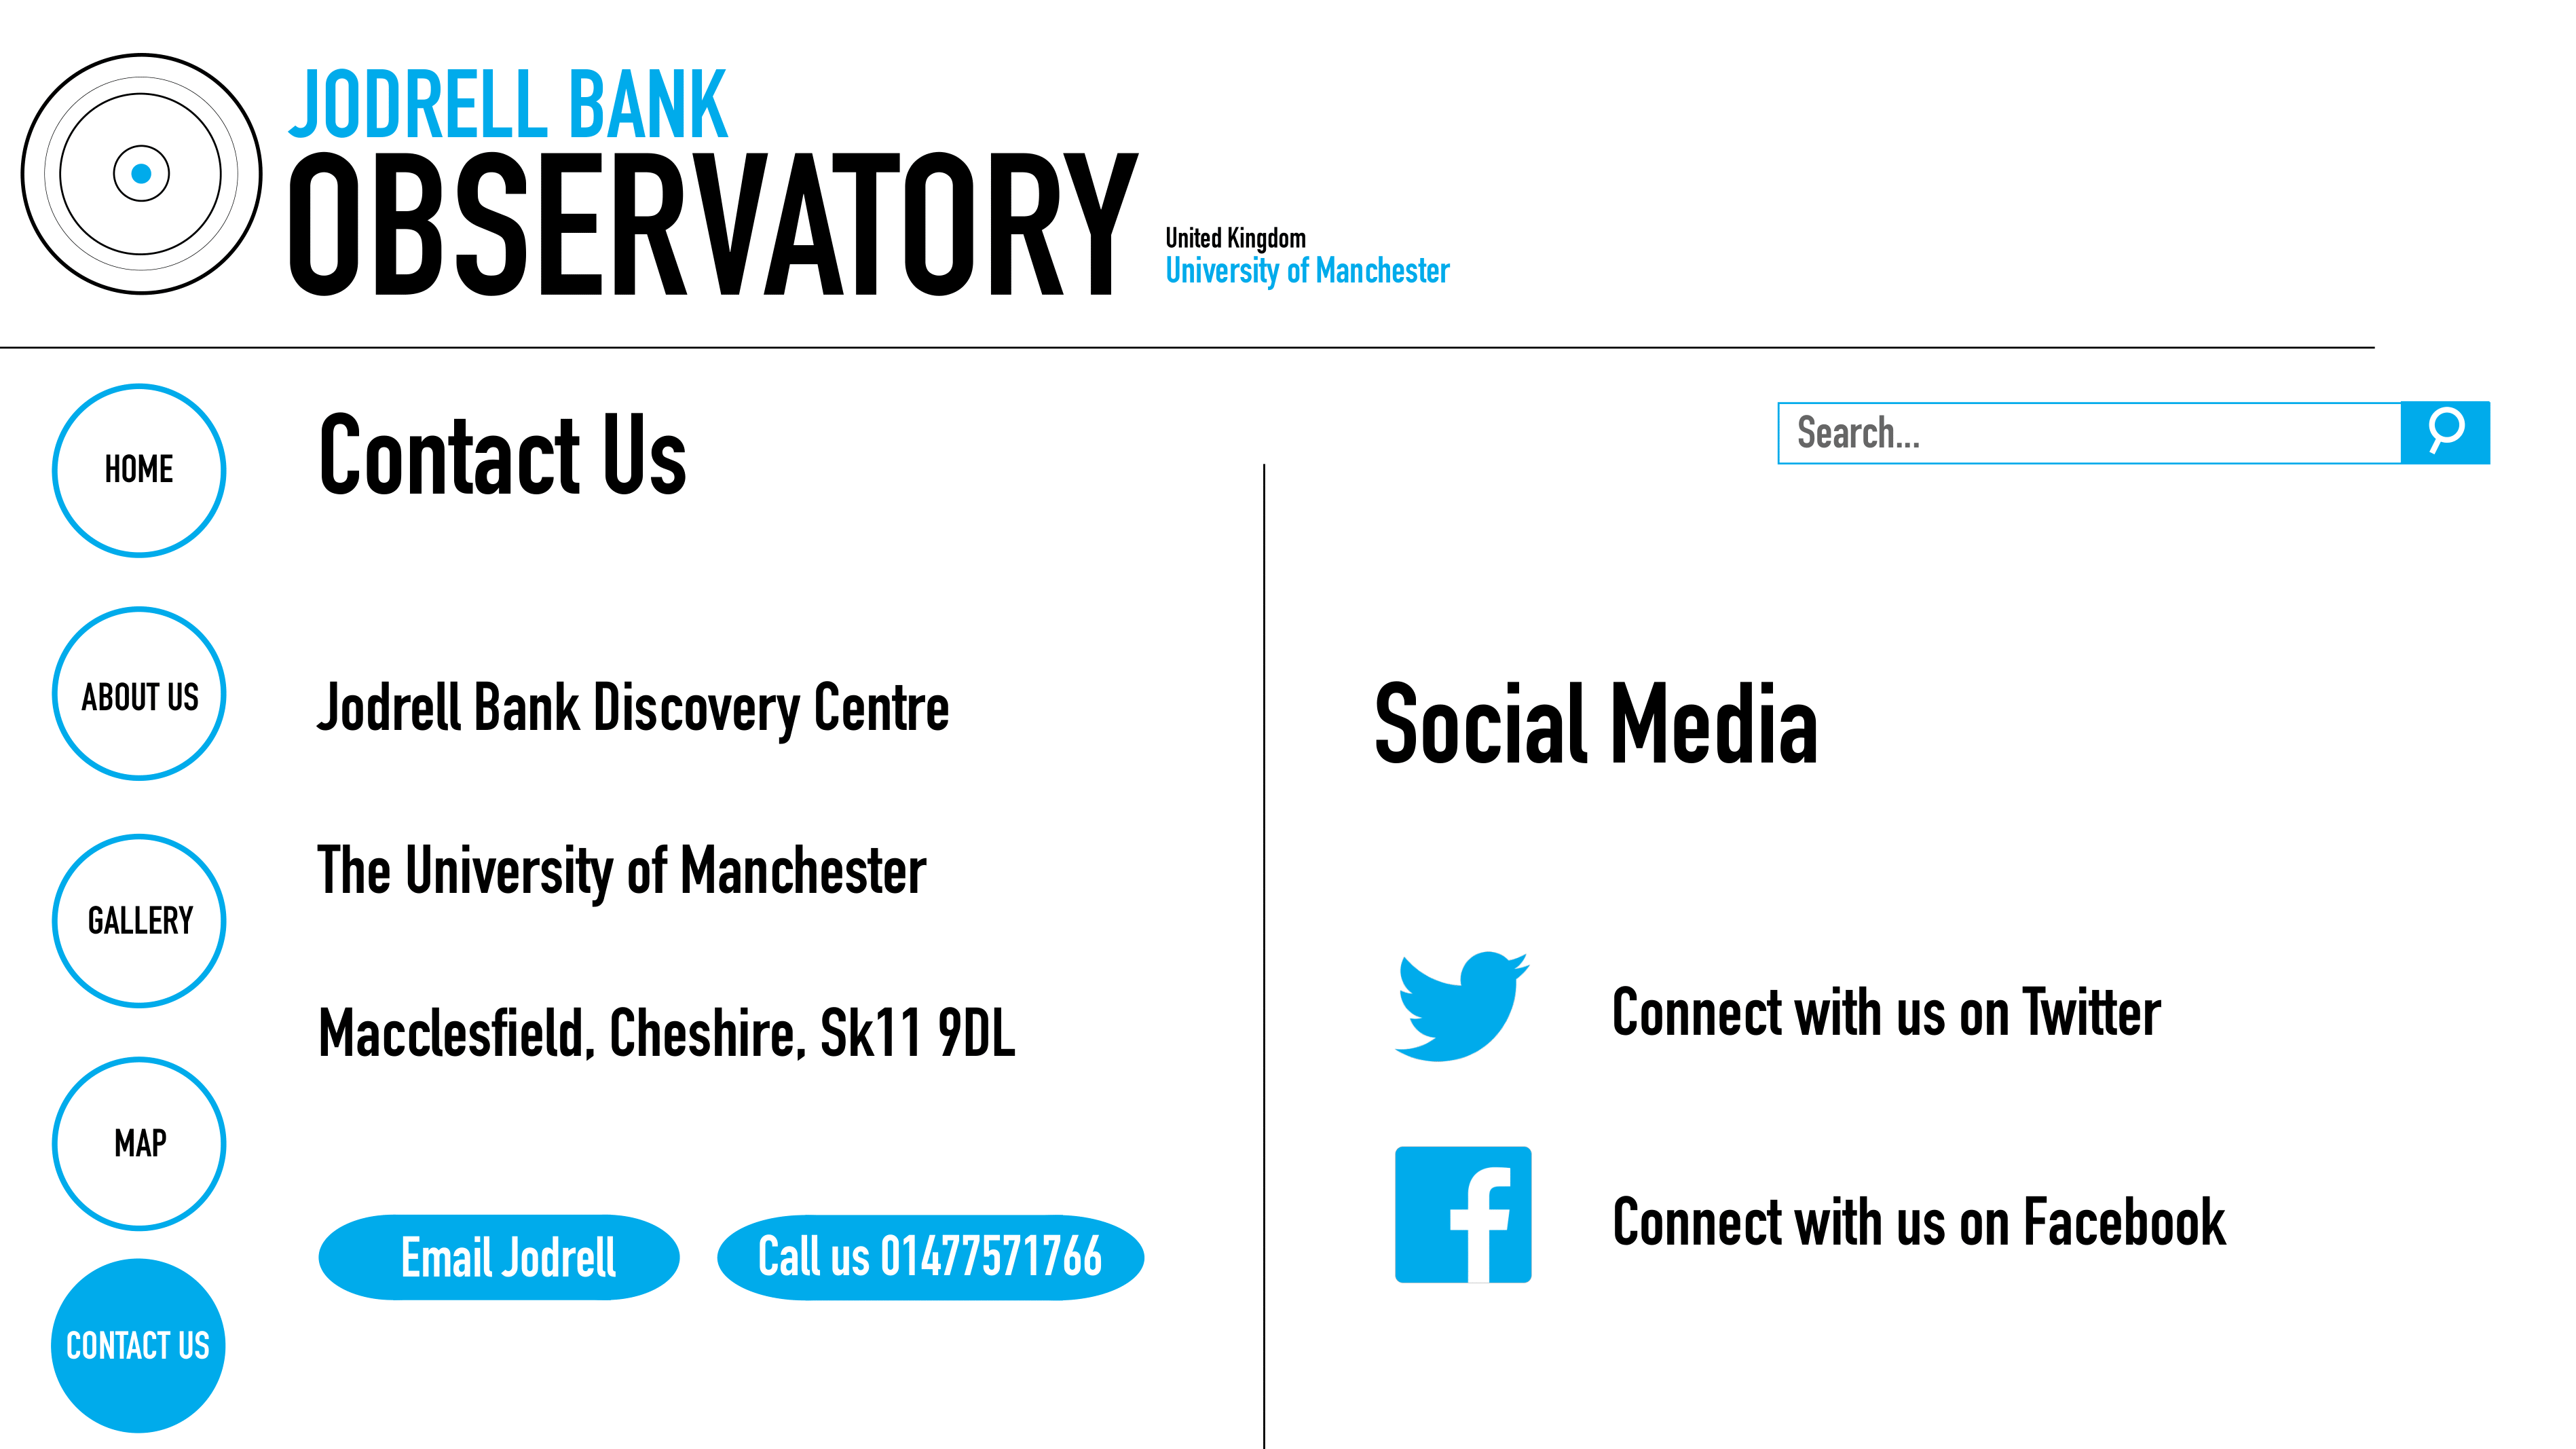 JODRELL BANK
OBSERVATORY
United Kingdom
University of Manchester
HOME
ABOUT US
GALLERY
MAP
CONTACT US
Contact Us
Jodrell Bank Discovery Centre
The University of Manchester
Macclesfield, Cheshire, Sk11 9DL
Email Jodrell
Call us 01477571766
Search...
Social Media
Connect with us on Twitter
Connect with us on Facebook